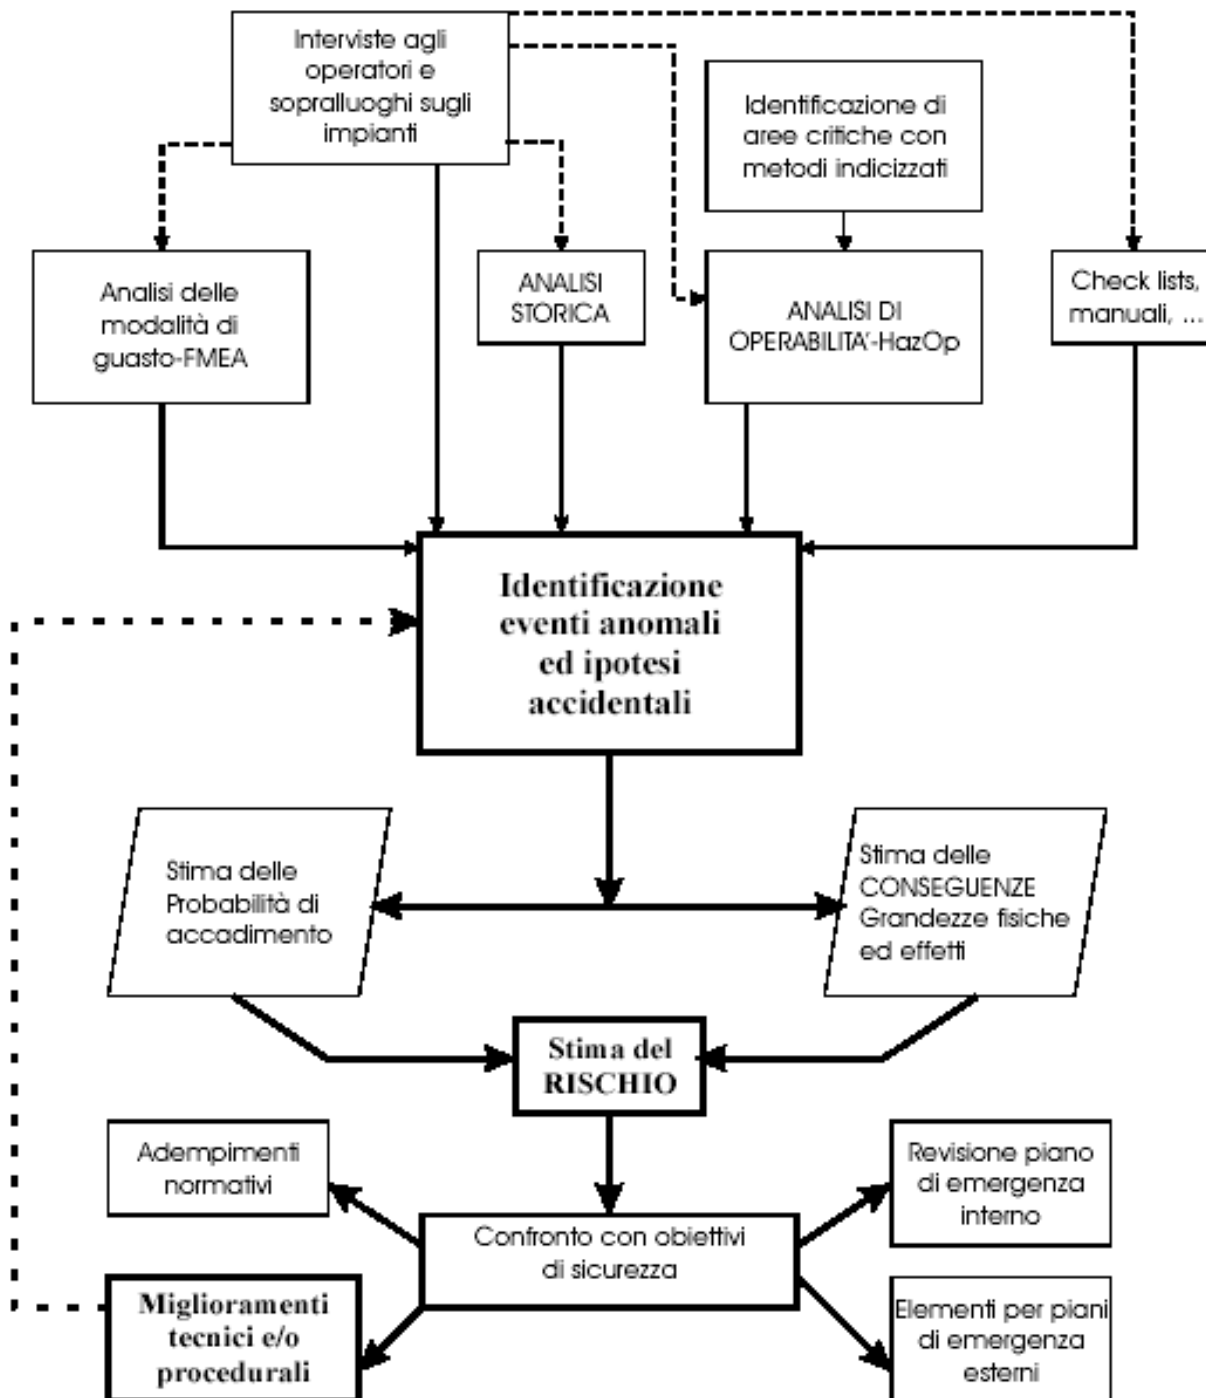 Interviste agli
operatori e
sopralluoghi sugli
impianti
Identificazione di
aree critiche con
metodi indicizzati
Analisi delle
modalità di
guasto-FMEA
ANALISI
STORICA
ANALISI DI
OPERABILITA'-HazOp
Check lists,
manuali, ...
Identificazione
eventi anomali
ed ipotesi
accidentali
Stima delle
Probabilità di
accadimento
Stima delle
CONSEGUENZE
Grandezze fisiche
ed effetti
Stima del
RISCHIO
Adempimenti
normativi
Revisione piano
di emergenza
interno
Confronto con obiettivi
di sicurezza
Miglioramenti
tecnici e/o
procedurali
Elementi per piani
di emergenza
esterni